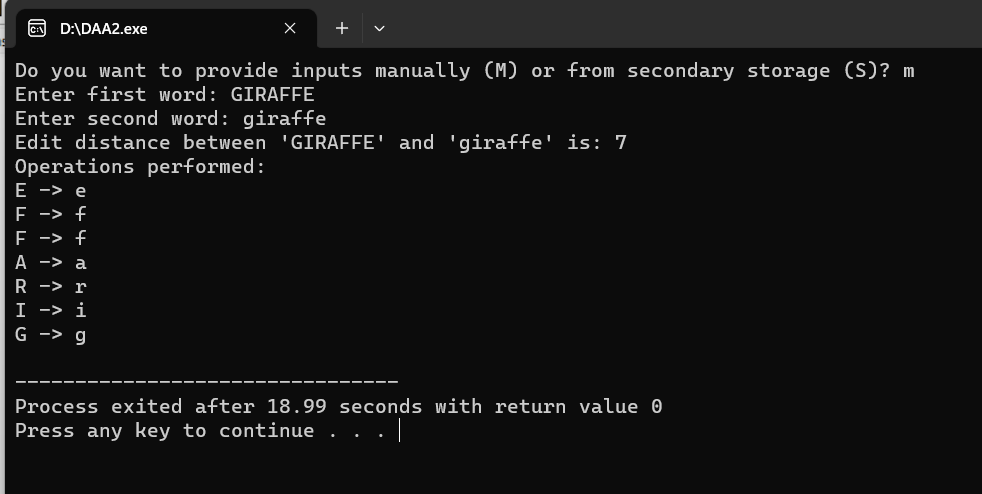 D:\DAA2.exe
Do you want to provide inputs manually (M) or from secondary storage (S)? m
Enter first word: GIRAFFE
Enter second word: giraffe
Edit distance between 'GIRAFFE' and 'giraffe' is: 7
Operations performed:
E -> e
F -> f
F -> f
A -> a
R -> r
I -> i
G -> g
--------------------------------
Process exited after 18.99 seconds with return value 0
Press any key to continue . . .